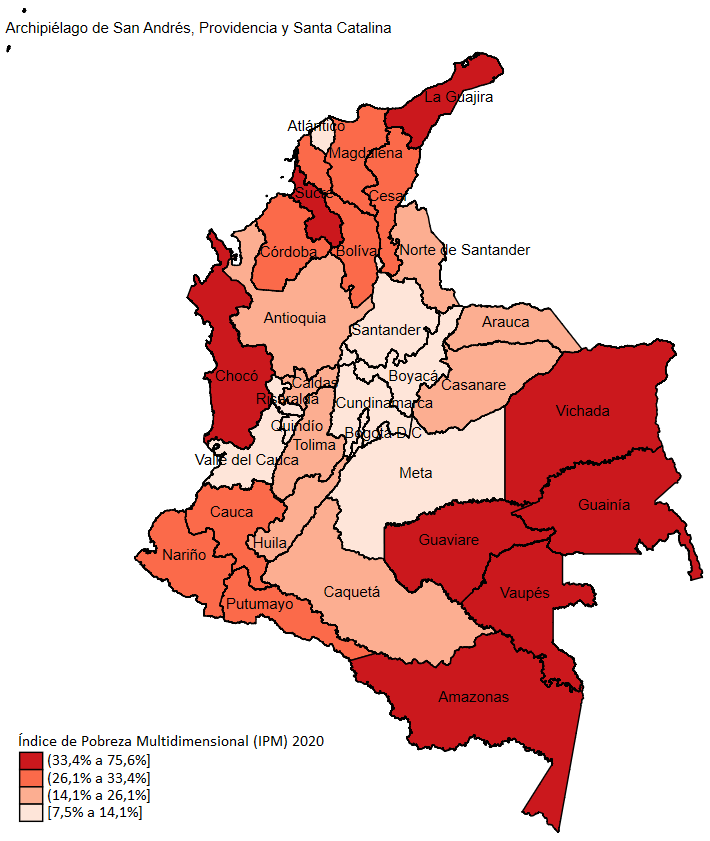 Archipiélago de San Andrés, Providencia y Santa Catalina
La Guajira
Atlántico
Magdalena
Sucre
Cesar
Córdoba
Bolíva
Norte de Santander
Antioquia
Santander
Arauca
Chocó
Caldas
Boyacá
Casanare
Risaralda
Cundinamarca
Vichada
Quindío
Bogotá D.C
Tolima
Valle del Cauca
Meta
Guainía
Cauca
Guaviare
Huila
Nariño
Caquetá
Vaupés
Putumayo
Amazonas
Índice de Pobreza Multidimensional (IPM) 2020
(33,4% a 75,6%]
(26,1% a 33,4%]
(14,1% a 26,1%]
[7,5% a 14,1%]